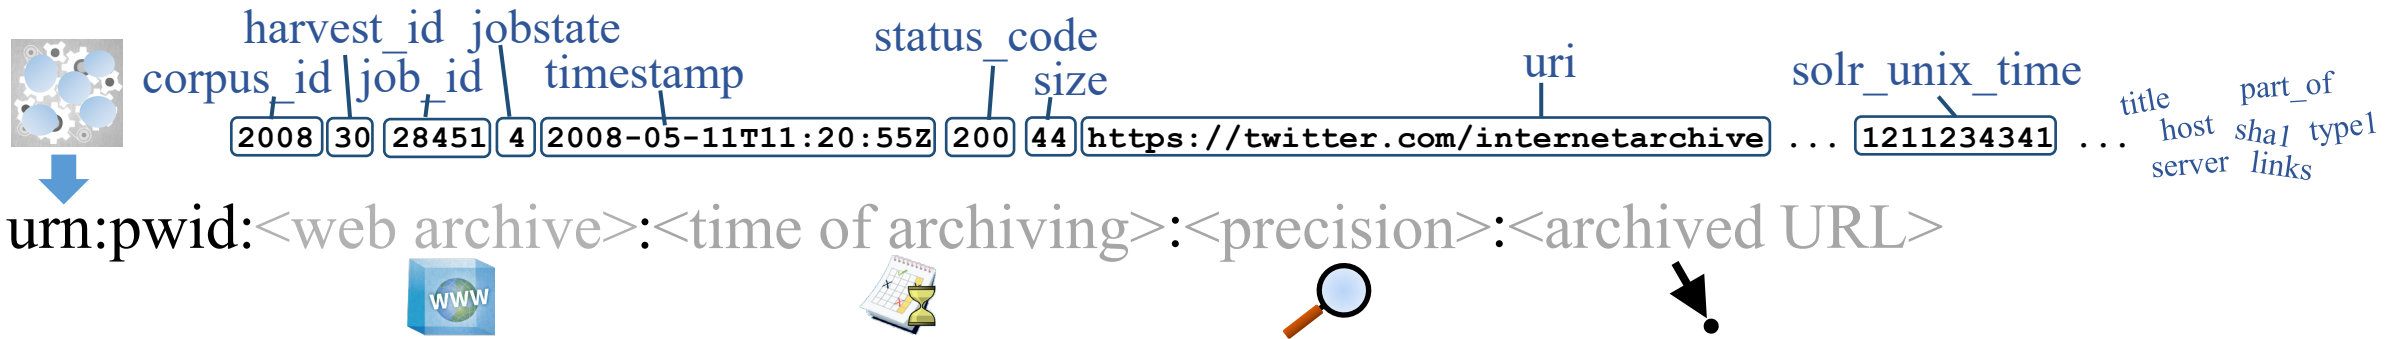 harvest_id jobstate
corpus_id job_id timestamp status_code size uri solr_unix_time
title part_of
host sha1 type1
server links
2008 30 28451 4 2008-05-11T11:20:55Z 200 44 https://twitter.com/internetarchive ... 1211234341 ...
urn:pwid:<web archive>:<time of archiving>:<precision>:<archived URL>
WWW